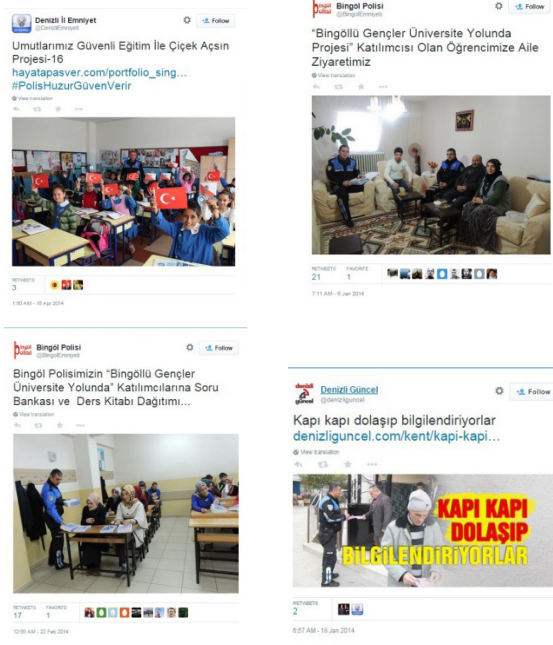 Denizli İl Emniyet
@DenizliEmniyet
Follow
Umutlarımız Güvenli Eğitim İle Çiçek Açsın
Projesi-16
hayatapasver.com/portfolio_sing...
#PolisHuzurGüvenVerir
View translation
RETWEETS
3
1:50 AM - 16 Apr 2014
Bingöl Polisi
@BingolEmniyeti
Follow
"Bingöllü Gençler Üniversite Yolunda
Projesi" Katılımcısı Olan Öğrencimize Aile
Ziyaretimiz
View translation
RETWEETS FAVORITE
21 1
7:11 AM - 8 Jan 2014
Bingöl Polisi
@BingolEmniyeti
Follow
Bingöl Polisimizin "Bingöllü Gençler
Üniversite Yolunda" Katılımcılarına Soru
Bankası ve Ders Kitabı Dağıtımı...
View translation
RETWEETS FAVORITE
17 1
12:56 AM - 22 Feb 2014
denizli
güncel
Denizli Güncel
@denizliguncel
Follow
Kapı kapı dolaşıp bilgilendiriyorlar
denizliguncel.com/kent/kapi-kapi...
View translation
KAPI KAPI
DOLAŞIP
BİLGİLENDİRİYORLAR
RETWEETS
2
6:57 AM - 18 Jan 2014